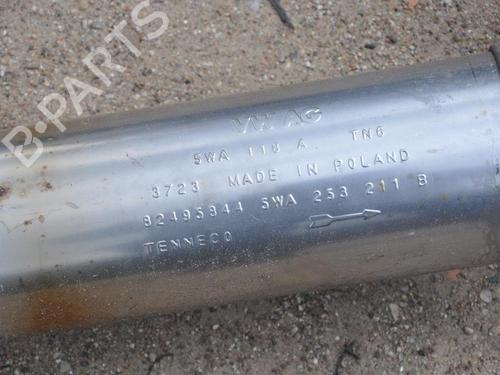 B-PARTS
VW AG
5WA 118 A TN6
3723 MADE IN POLAND
82495844 5WA 253 211 B
TENNECO